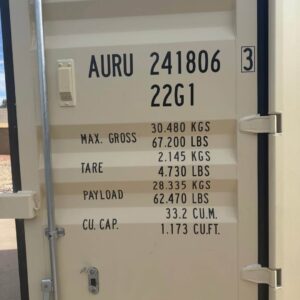 AURU 241806 3
22G1
MAX. GROSS 30.480 KGS
67.200 LBS
TARE 2.145 KGS
4.730 LBS
PAYLOAD 28.335 KGS
62.470 LBS
CU. CAP. 33.2 CU.M.
1.173 CU.FT.